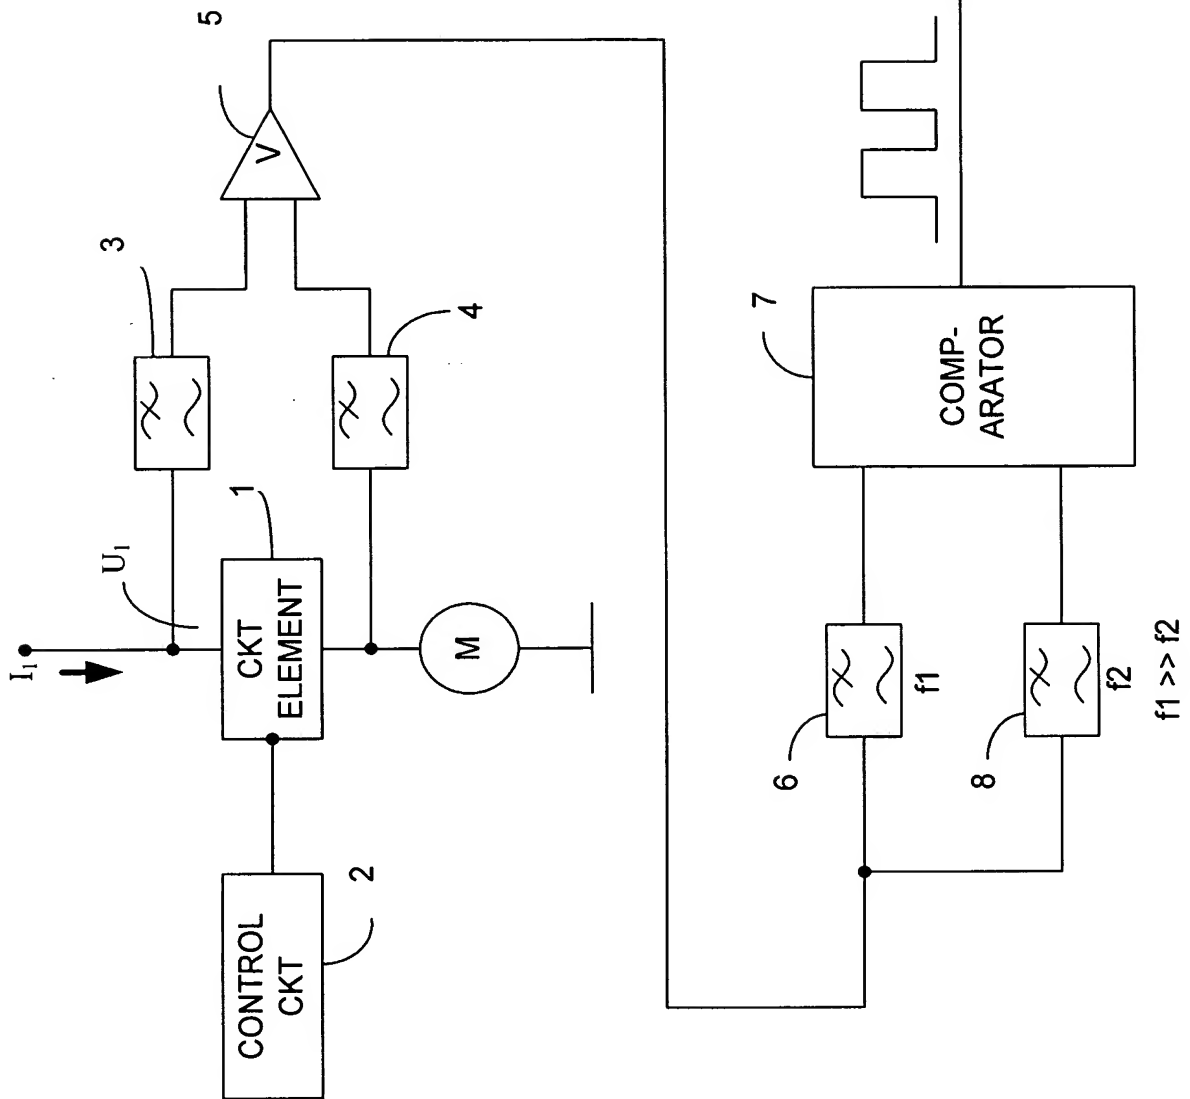 5
V
3
4
1
U1
I1
CKT
ELEMENT
M
2
CONTROL
CKT
7
COMP-
ARATOR
6
f1
8
f2
f1 >> f2